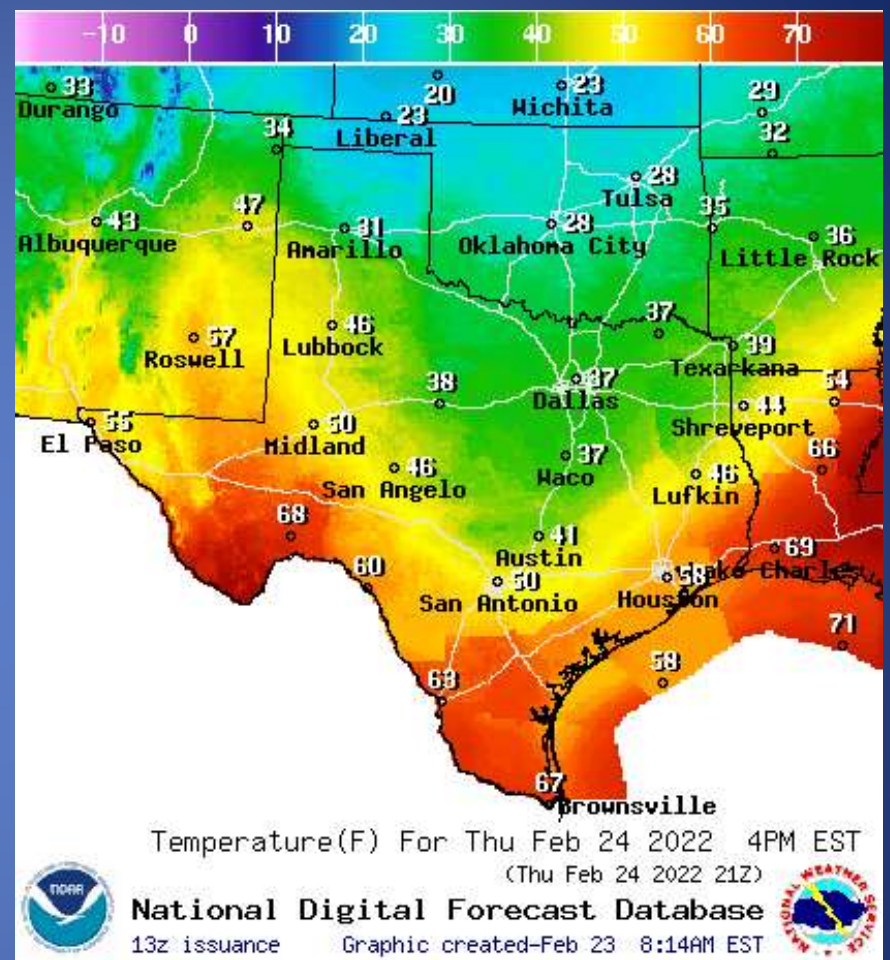 -10 0 10 20 30 40 50 60 70
33 20 23 29
Durango 23 Wichita
34 Liberal 32
28
Tulsa
43 47 31 28 35 36
Albuquerque Amarillo Oklahoma City Little Rock
57 46 37 39
Roswell Lubbock Texarkana
38 37 54
Dallas 44
55 50 Shreveport
El Paso Midland 37 66
46 Waco 46
San Angelo Lufkin
68 41 69
Austin Lake Charles
60 50 58
San Antonio Houston
71
63 58
67
Brownsville
Temperature(F) For Thu Feb 24 2022 4PM EST
(Thu Feb 24 2022 21Z)
NOAA
National Digital Forecast Database
13z issuance Graphic created-Feb 23 8:14AM EST
NATIONAL WEATHER SERVICE